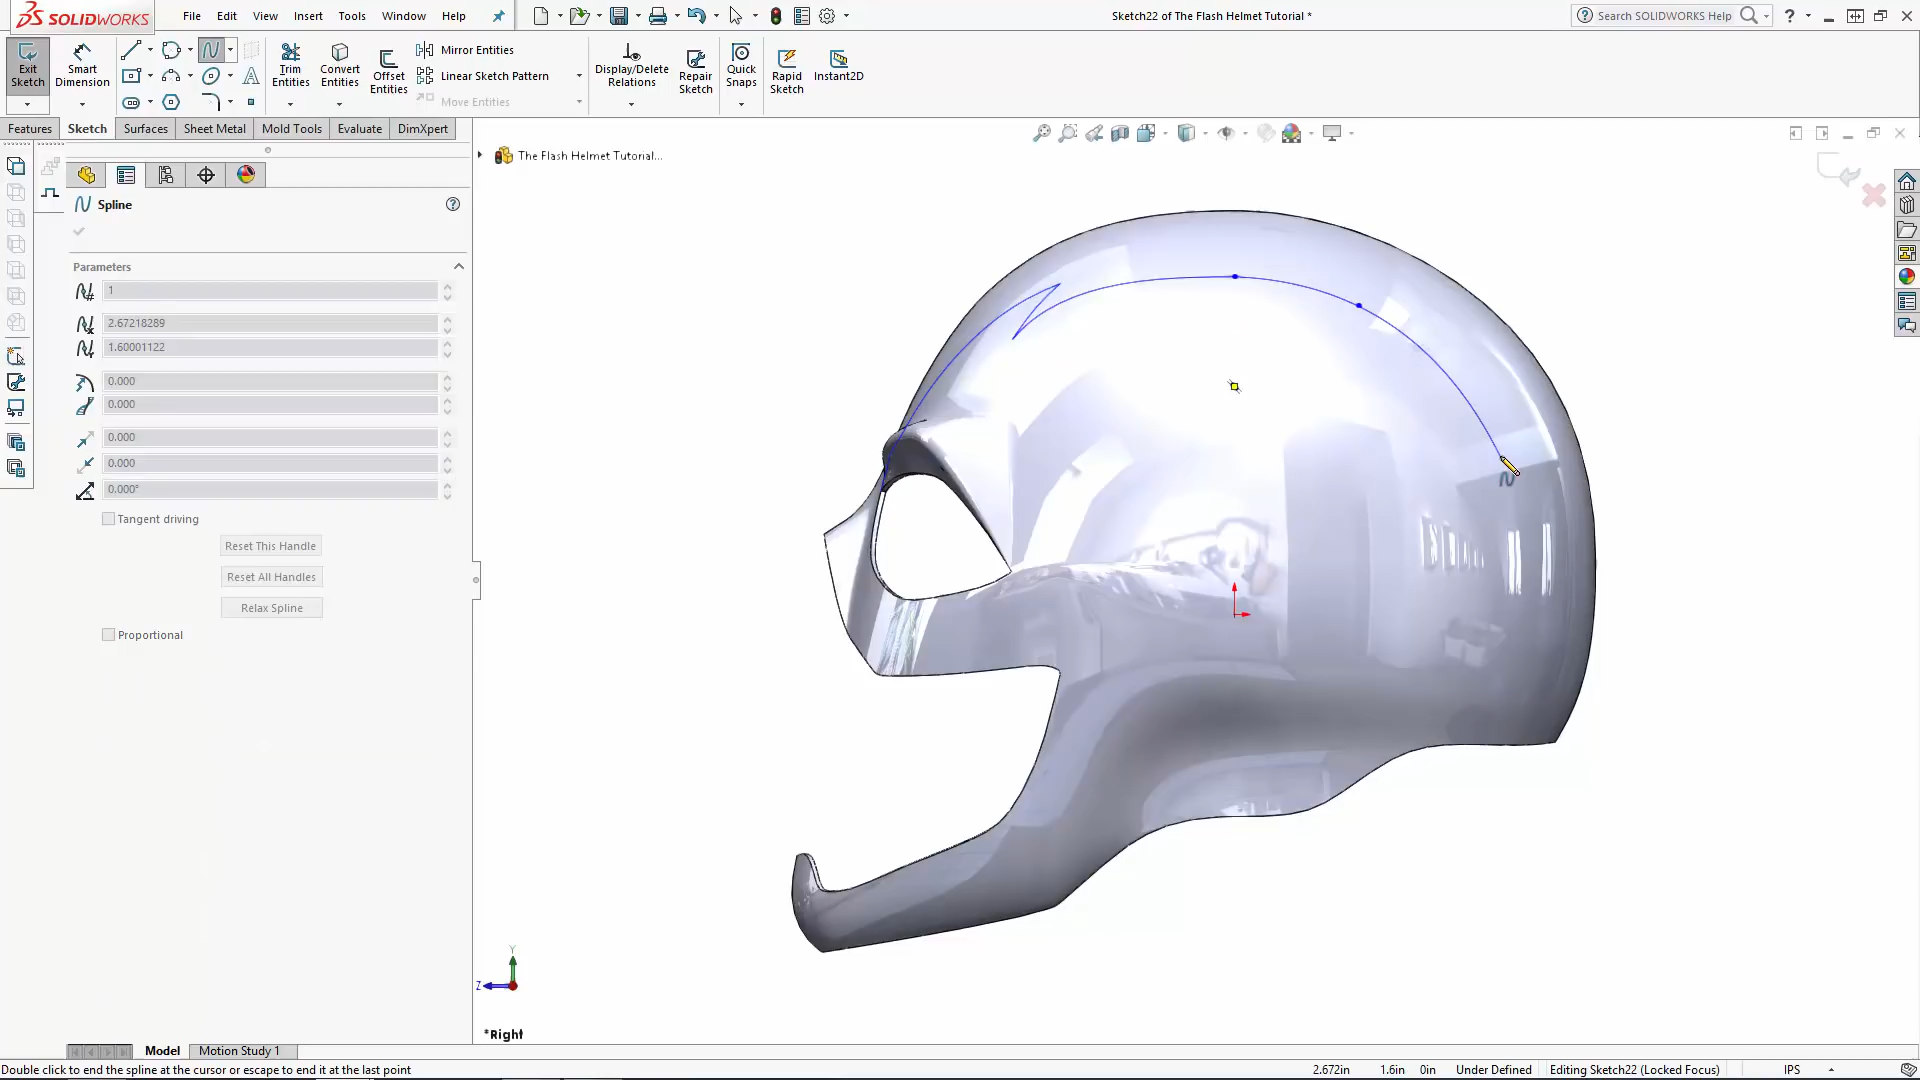 SOLIDWORKS
File Edit View Insert Tools Window Help
Sketch22 of The Flash Helmet Tutorial *
Search SOLIDWORKS Help
Exit Sketch
Smart Dimension
Trim Entities
Convert Entities
Offset Entities
Mirror Entities
Linear Sketch Pattern
Move Entities
Display/Delete Relations
Repair Sketch
Quick Snaps
Rapid Sketch
Instant2D
Features Sketch Surfaces Sheet Metal Mold Tools Evaluate DimXpert
The Flash Helmet Tutorial...
Spline
Parameters
1
2.67218289
1.60001122
0.000
0.000
0.000
0.000
0.000°
Tangent driving
Reset This Handle
Reset All Handles
Relax Spline
Proportional
Y
Z
*Right
Model Motion Study 1
Double click to end the spline at the cursor or escape to end it at the last point
2.672in 1.6in 0in Under Defined Editing Sketch22 (Locked Focus) IPS